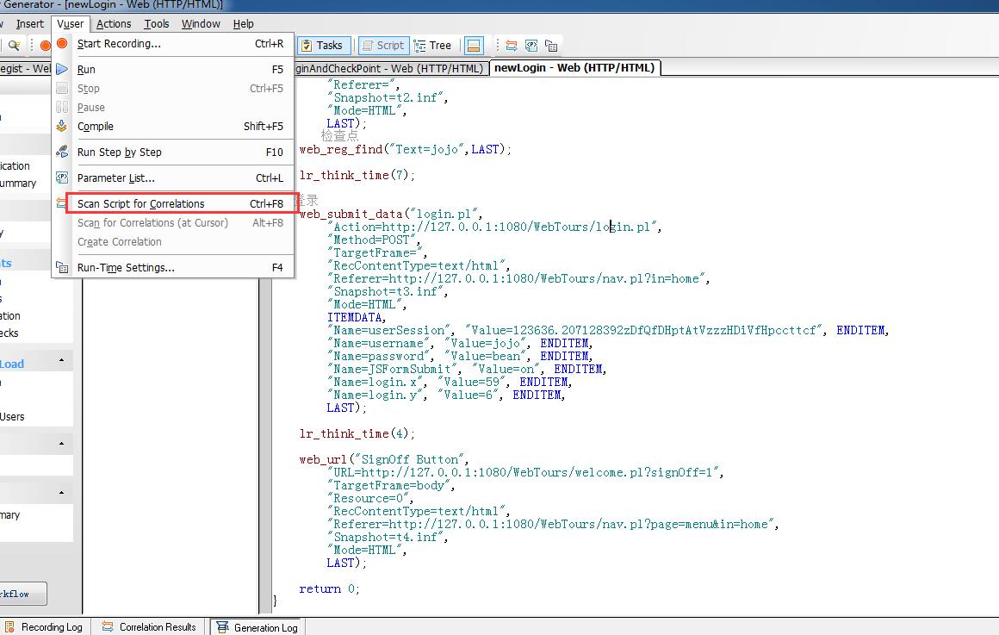 Generator - [newLogin - Web (HTTP/HTML)]
Insert Vuser Actions Tools Window Help
Tasks Script Tree
egist - Web
ginAndCheckPoint - Web (HTTP/HTML) newLogin - Web (HTTP/HTML)
Start Recording... Ctrl+R
Run F5
Stop Ctrl+F5
Pause
Compile Shift+F5
Run Step by Step F10
Parameter List... Ctrl+L
Scan Script for Correlations Ctrl+F8
Scan for Correlations (at Cursor) Alt+F8
Create Correlation
Run-Time Settings... F4
ication
ummary
y
ts
s
ation
ecks
Load
Users
mary
rkflow
"Referer=",
"Snapshot=t2.inf",
"Mode=HTML",
LAST);
检查点
web_reg_find("Text=jojo",LAST);
lr_think_time(7);
登录
web_submit_data("login.pl",
"Action=http://127.0.0.1:1080/WebTours/login.pl",
"Method=POST",
"TargetFrame=",
"RecContentType=text/html",
"Referer=http://127.0.0.1:1080/WebTours/nav.pl?in=home",
"Snapshot=t3.inf",
"Mode=HTML",
ITEMDATA,
"Name=userSession", "Value=123636.207128392zDfQfDHptAtVzzzHDiVfHpccttcf", ENDITEM,
"Name=username", "Value=jojo", ENDITEM,
"Name=password", "Value=bean", ENDITEM,
"Name=JSFormSubmit", "Value=on", ENDITEM,
"Name=login.x", "Value=59", ENDITEM,
"Name=login.y", "Value=6", ENDITEM,
LAST);
lr_think_time(4);
web_url("SignOff Button",
"URL=http://127.0.0.1:1080/WebTours/welcome.pl?signOff=1",
"TargetFrame=body",
"Resource=0",
"RecContentType=text/html",
"Referer=http://127.0.0.1:1080/WebTours/nav.pl?page=menu&in=home",
"Snapshot=t4.inf",
"Mode=HTML",
LAST);
return 0;
}
Recording Log Correlation Results Generation Log